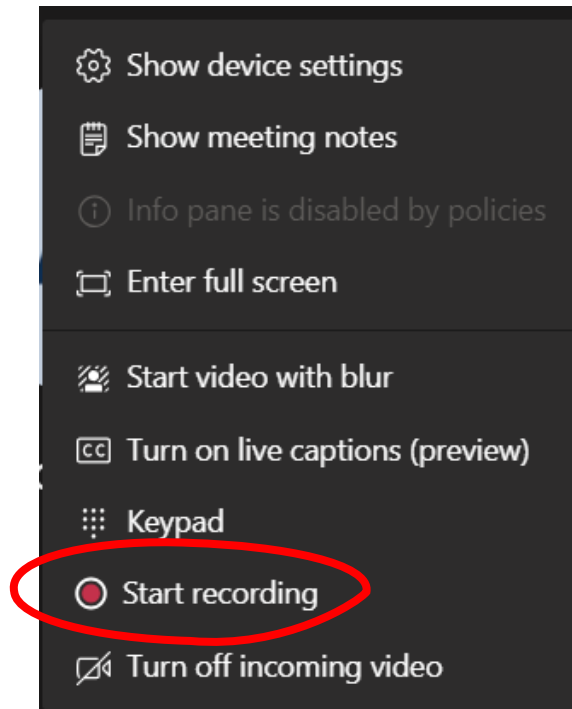 Show device settings
Show meeting notes
Info pane is disabled by policies
Enter full screen
Start video with blur
CC Turn on live captions (preview)
Keypad
Start recording
Turn off incoming video